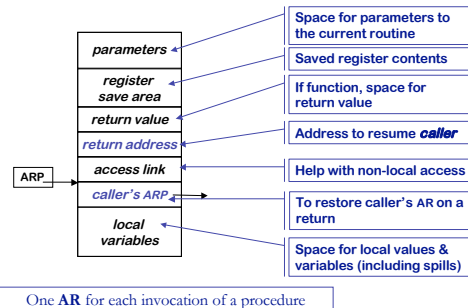 parameters
register
save area
return value
return address
access link
caller's ARP
local
variables
ARP
Space for parameters to
the current routine
Saved register contents
If function, space for
return value
Address to resume caller
Help with non-local access
To restore caller's AR on a
return
Space for local values &
variables (including spills)
One AR for each invocation of a procedure